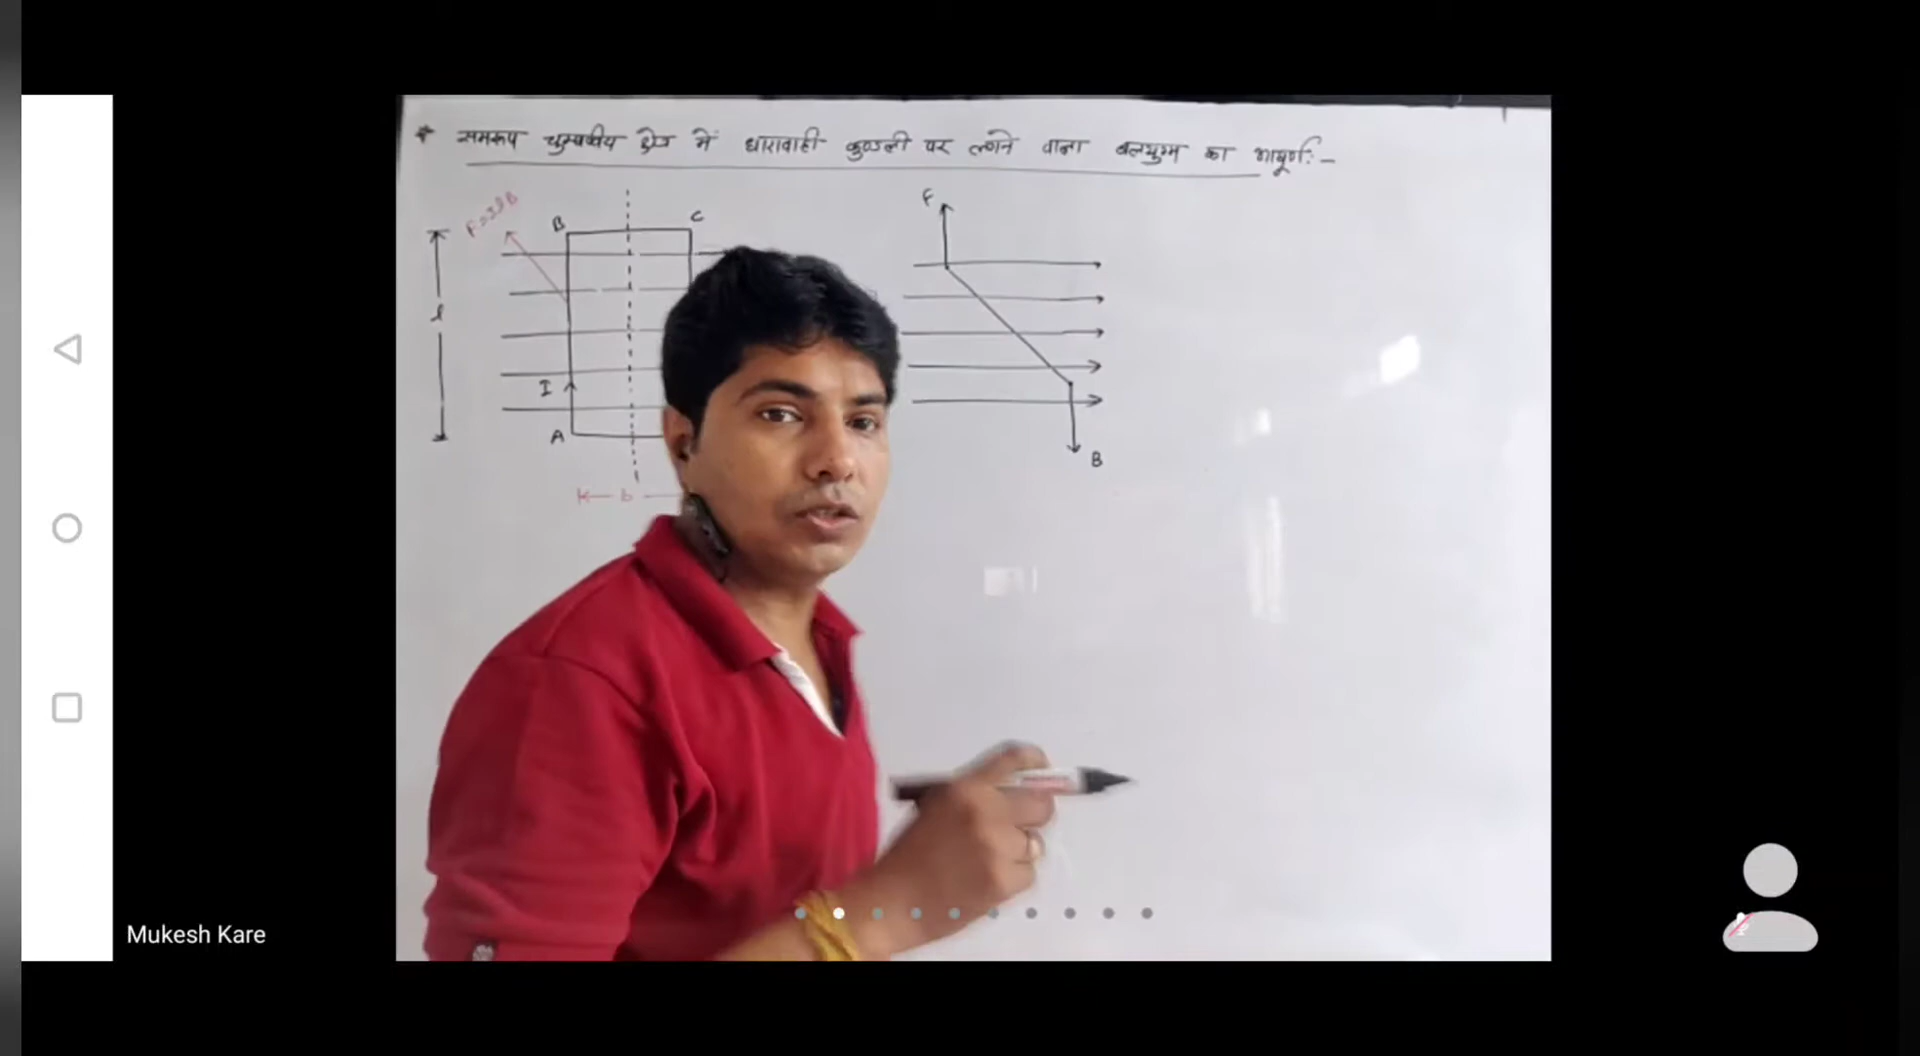 * समरूप चुम्बकीय क्षेत्र में धारावाही कुण्डली पर लगने वाला बलयुग्म का आघूर्ण :-
F
F=IlB
B
C
l
I
A
B
b
Mukesh Kare